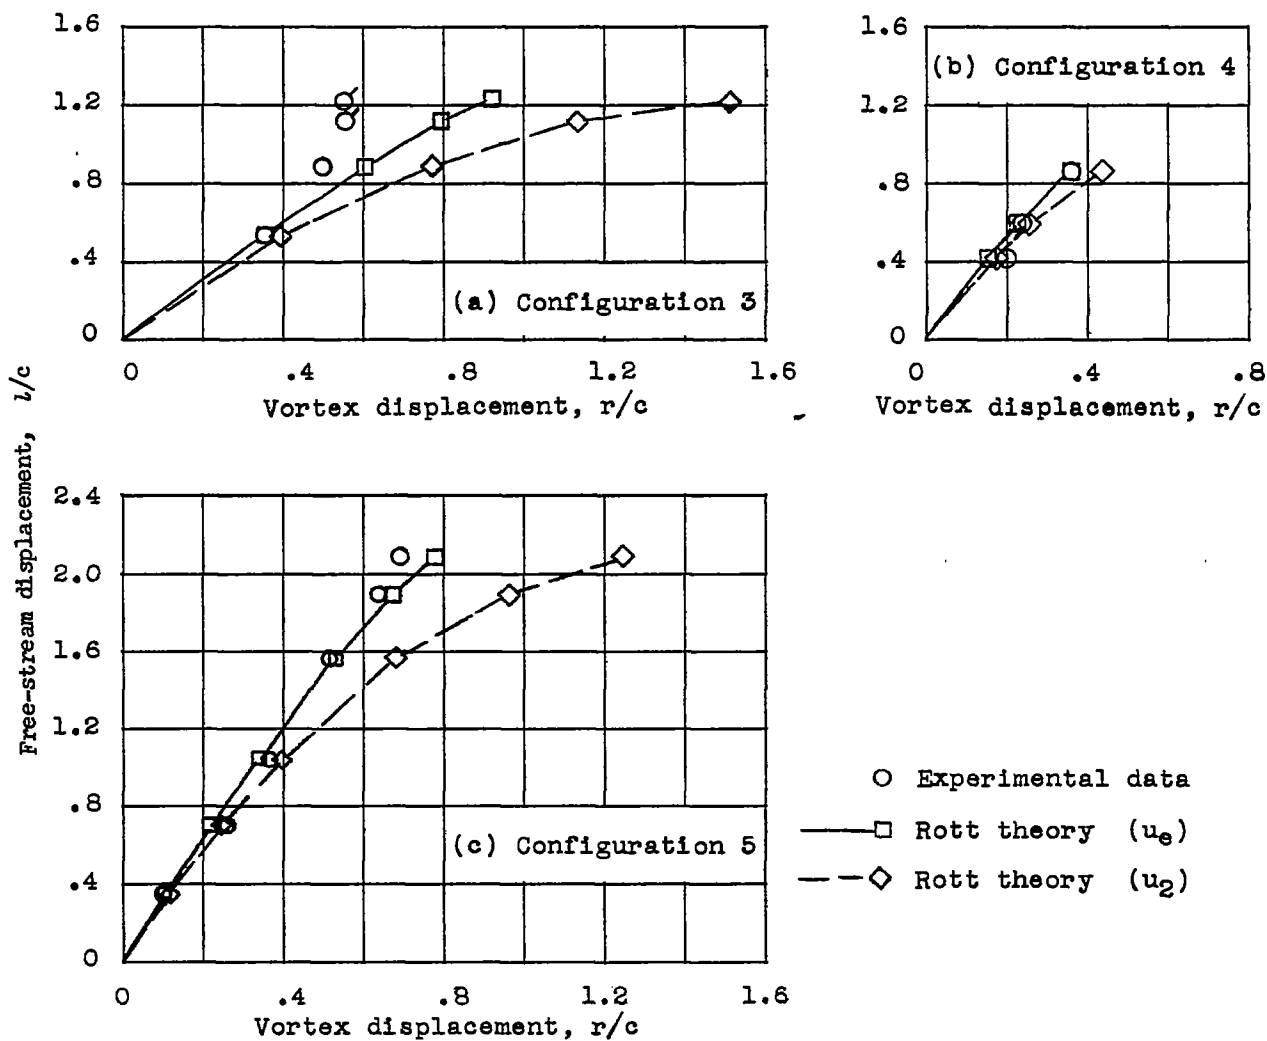 1.6
1.2
.8
.4
0
(a) Configuration 3
0 .4 .8 1.2 1.6
Vortex displacement, r/c
1.6
1.2
.8
.4
0
(b) Configuration 4
0 .4 .8
Vortex displacement, r/c
Free-stream displacement, l/c
2.4
2.0
1.6
1.2
.8
.4
0
(c) Configuration 5
0 .4 .8 1.2 1.6
Vortex displacement, r/c
Experimental data
Rott theory (uₑ)
Rott theory (u₂)